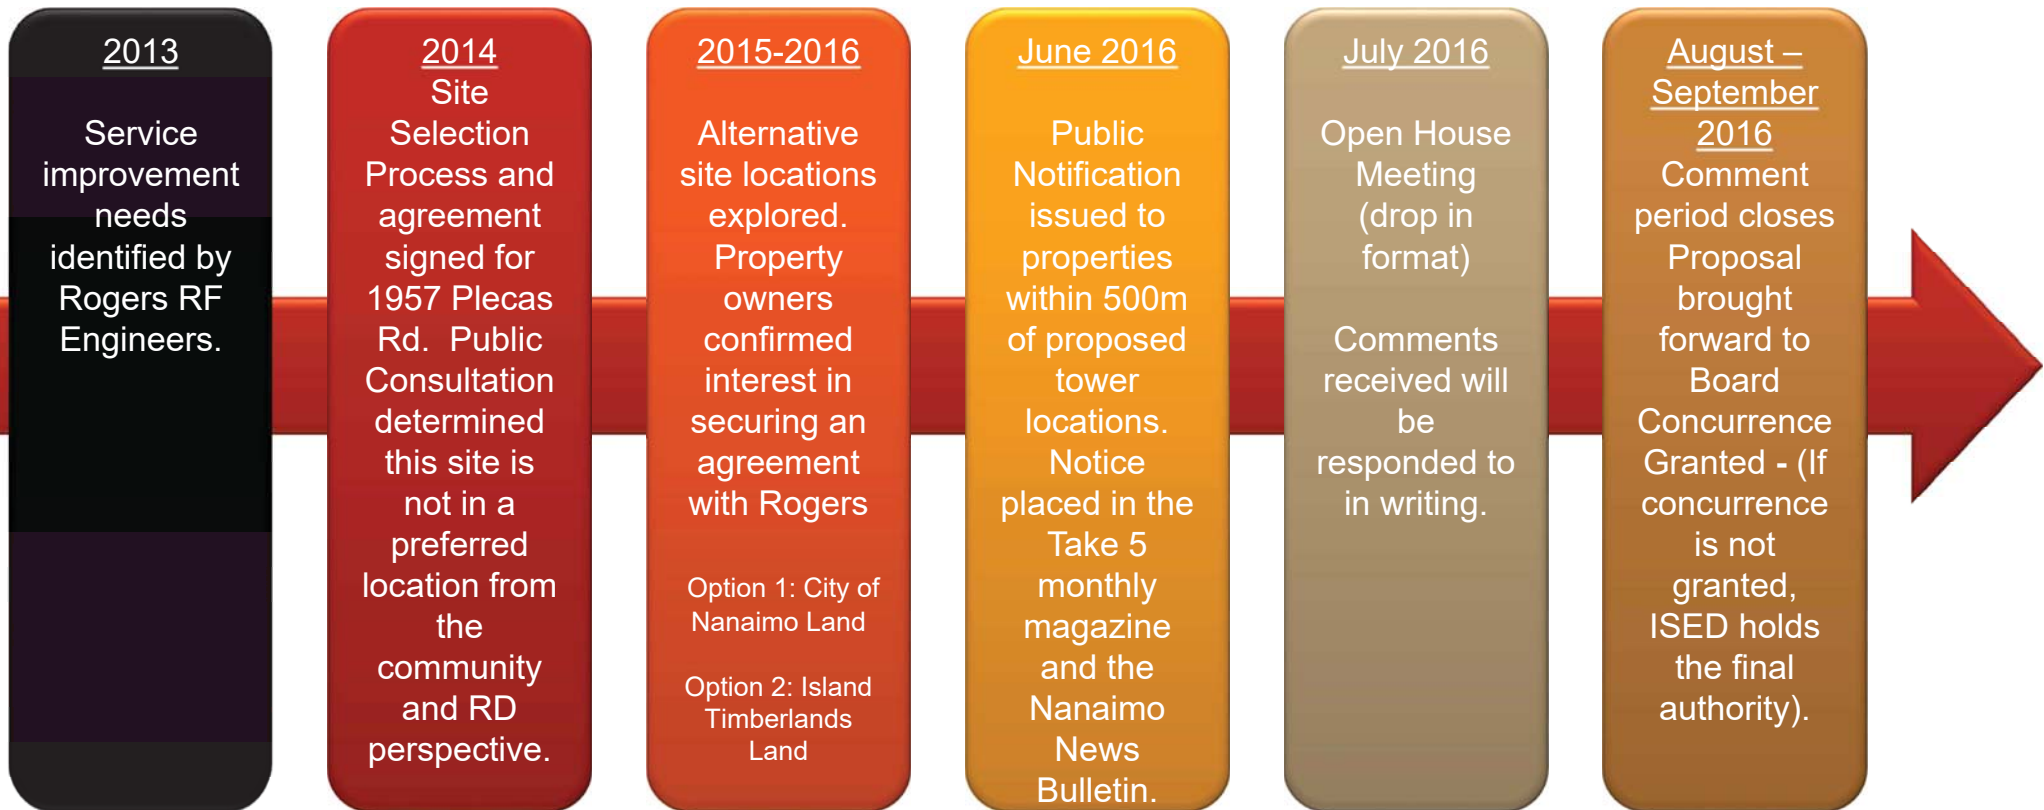 2013
Service
improvement
needs
identified by
Rogers RF
Engineers.
2014
Site
Selection
Process and
agreement
signed for
1957 Plecas
Rd.  Public
Consultation
determined
this site is
not in a
preferred
location from
the
community
and RD
perspective.
2015-2016
Alternative
site locations
explored.
Property
owners
confirmed
interest in
securing an
agreement
with Rogers
Option 1: City of
Nanaimo Land
Option 2: Island
Timberlands
Land
June 2016
Public
Notification
issued to
properties
within 500m
of proposed
tower
locations.
Notice
placed in the
Take 5
monthly
magazine
and the
Nanaimo
News
Bulletin.
July 2016
Open House
Meeting
(drop in
format)
Comments
received will
be
responded to
in writing.
August –
September
2016
Comment
period closes
Proposal
brought
forward to
Board
Concurrence
Granted - (If
concurrence
is not
granted,
ISED holds
the final
authority).